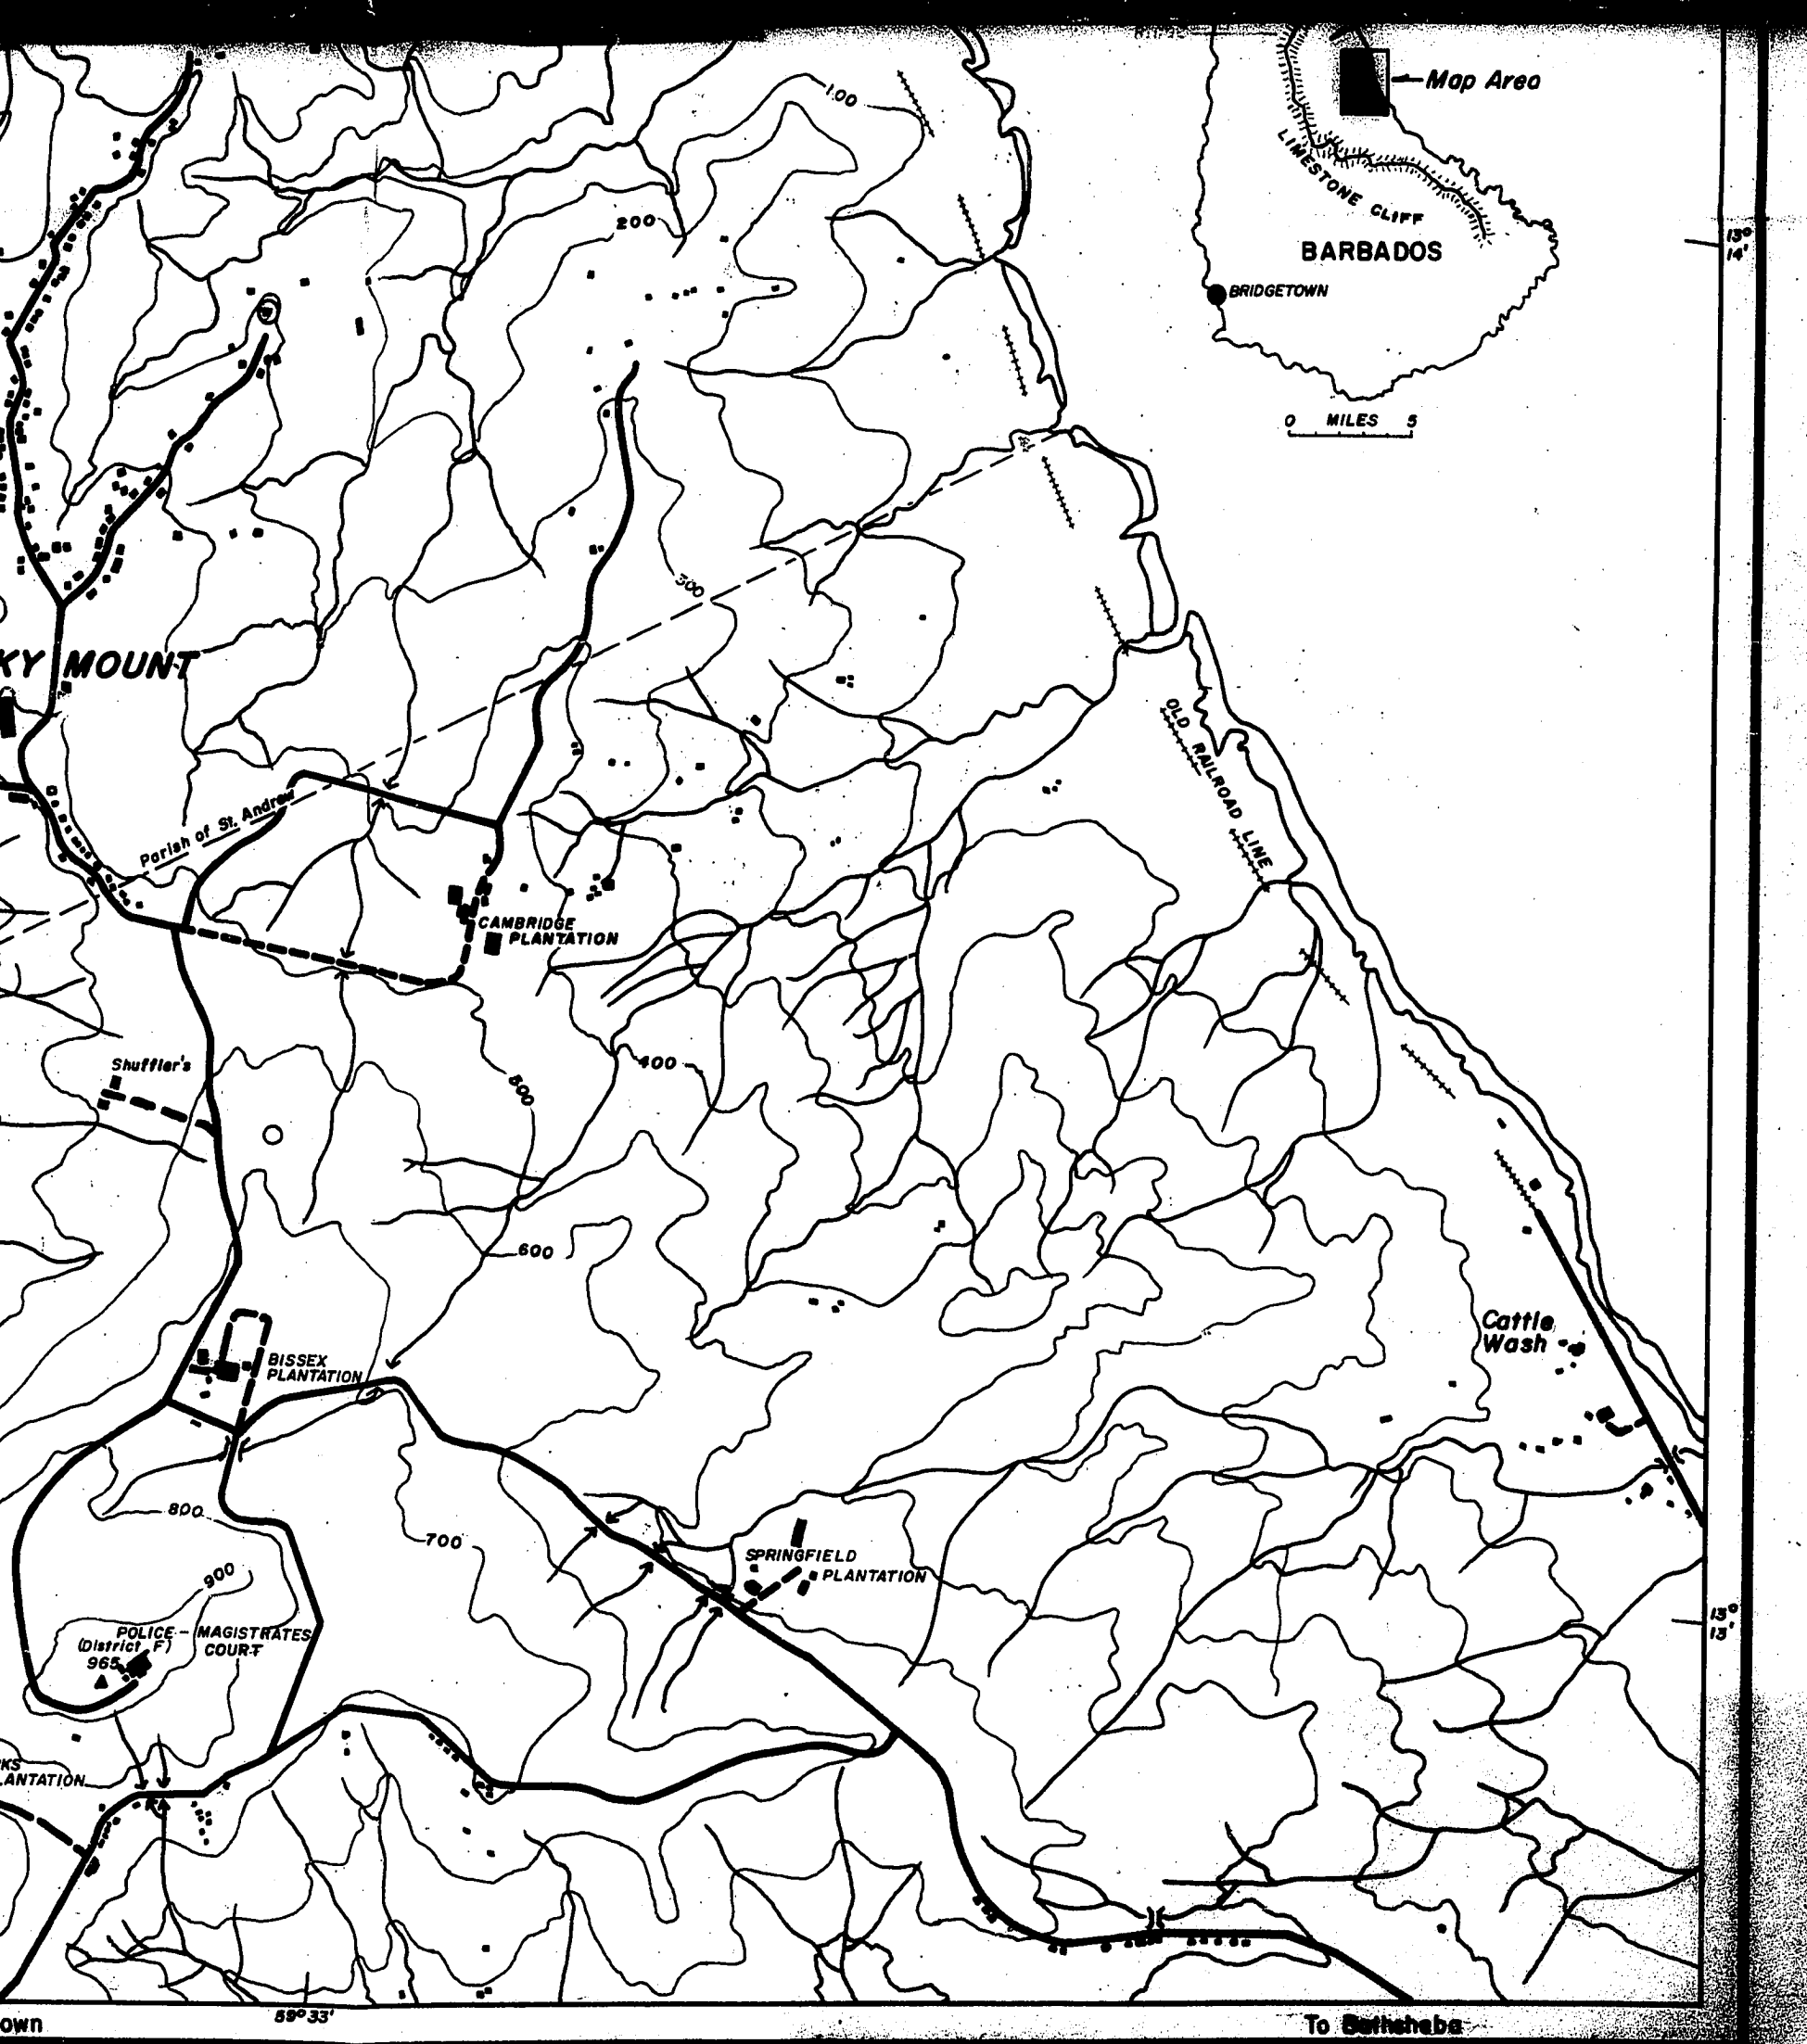 Map Area
LIMESTONE CLIFF
BARBADOS
BRIDGETOWN
0 MILES 5
13°
14'
100
200
300
KY MOUNT
OLD RAILROAD LINE
Parish of St. Andrew
CAMBRIDGE
PLANTATION
Shuffler's
400
500
600
Cattle
Wash
BISSEX
PLANTATION
800
700
900
SPRINGFIELD
PLANTATION
POLICE - MAGISTRATES
(District F) COURT
965
13°
13'
KS
LANTATION
59°33'
own
To Bathsheba